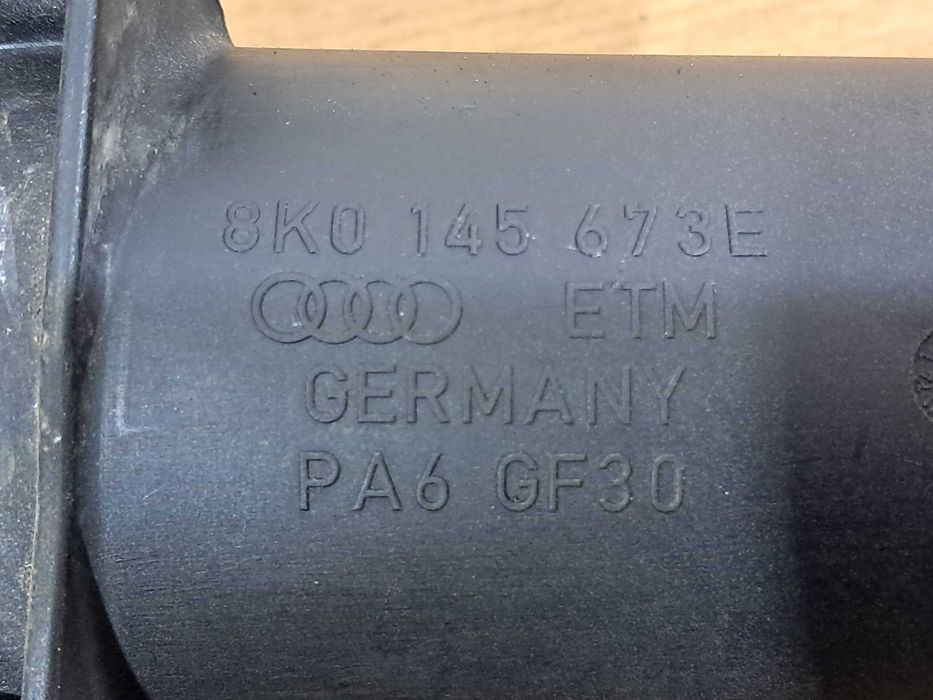 8K0 145 673E
ETM
GERMANY
PA6 GF30